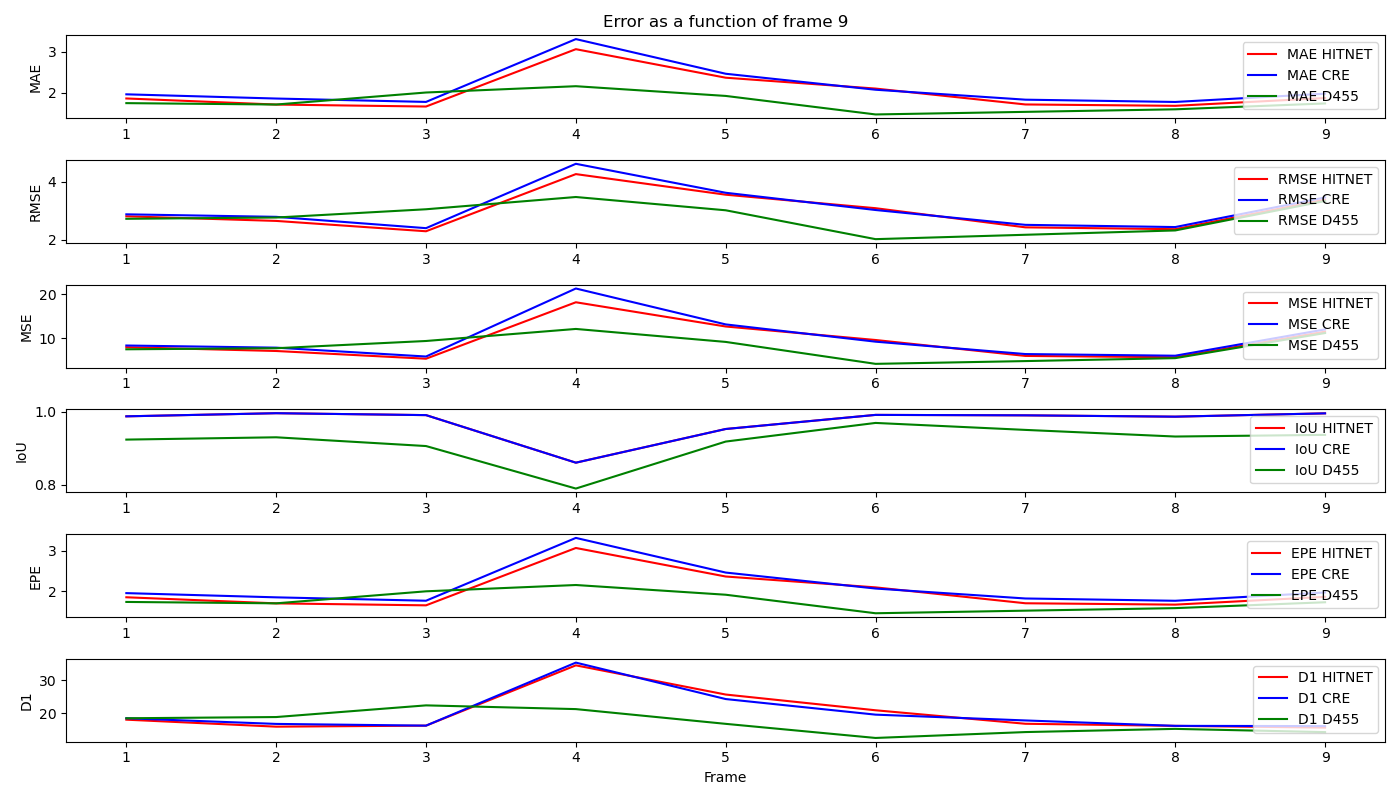 Error as a function of frame 9
MAE
3
2
MAE HITNET
MAE CRE
MAE D455
1 2 3 4 5 6 7 8 9
RMSE
4
2
RMSE HITNET
RMSE CRE
RMSE D455
1 2 3 4 5 6 7 8 9
MSE
20
10
MSE HITNET
MSE CRE
MSE D455
1 2 3 4 5 6 7 8 9
IoU
1.0
0.8
IoU HITNET
IoU CRE
IoU D455
1 2 3 4 5 6 7 8 9
EPE
3
2
EPE HITNET
EPE CRE
EPE D455
1 2 3 4 5 6 7 8 9
D1
30
20
D1 HITNET
D1 CRE
D1 D455
1 2 3 4 5 6 7 8 9
Frame